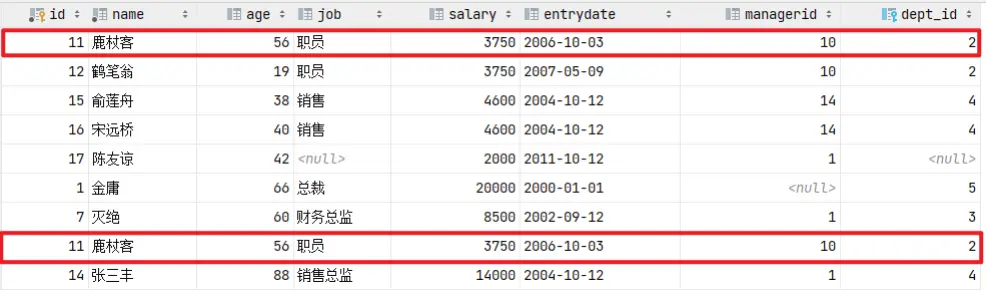 id name age job salary entrydate managerid dept_id
11 鹿杖客 56 职员 3750 2006-10-03 10 2
12 鹤笔翁 19 职员 3750 2007-05-09 10 2
15 俞莲舟 38 销售 4600 2004-10-12 14 4
16 宋远桥 40 销售 4600 2004-10-12 14 4
17 陈友谅 42 <null> 2000 2011-10-12 1 <null>
1 金庸 66 总裁 20000 2000-01-01 <null> 5
7 灭绝 60 财务总监 8500 2002-09-12 1 3
11 鹿杖客 56 职员 3750 2006-10-03 10 2
14 张三丰 88 销售总监 14000 2004-10-12 1 4